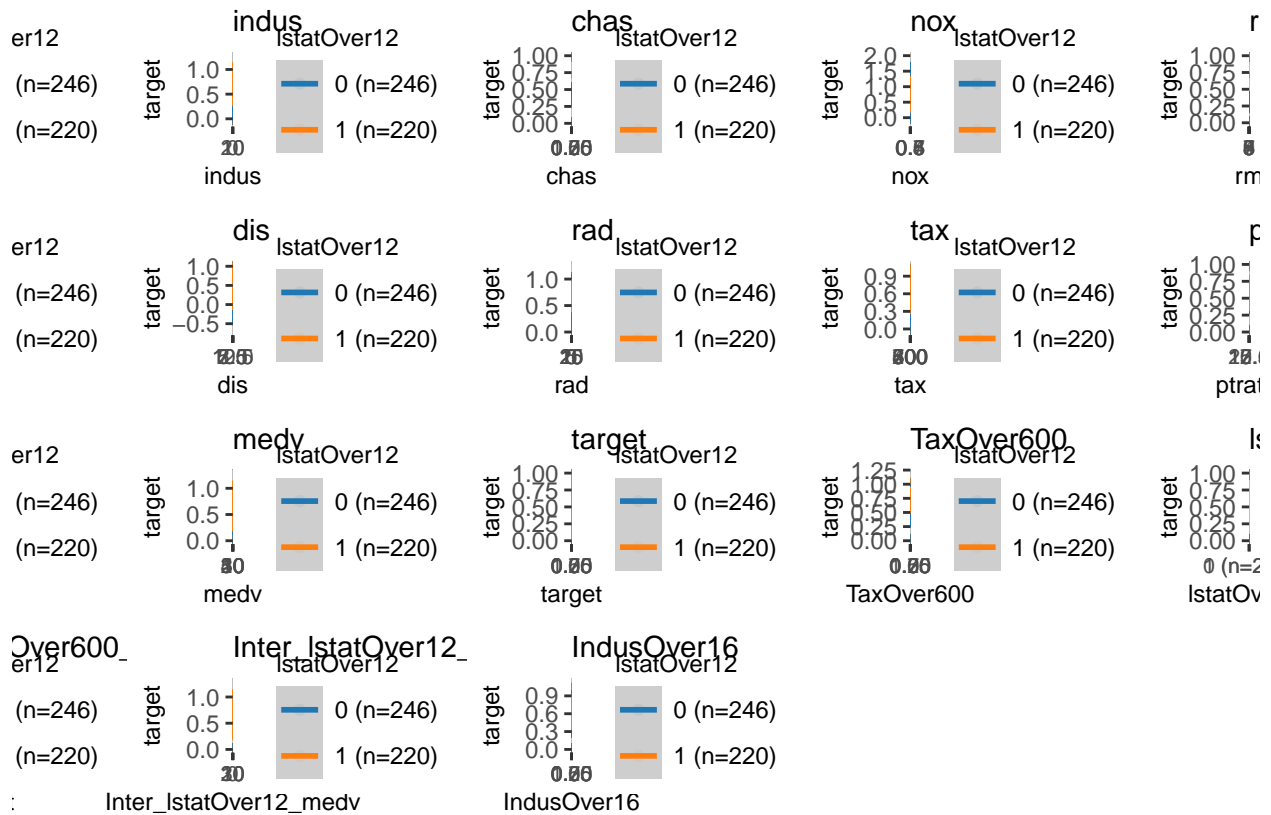 indus
chas
nox
r
er12
lstatOver12
lstatOver12
lstatOver12
target
1.0
0.5
0.0
target
1.00
0.75
0.50
0.25
0.00
target
2.0
1.5
1.0
0.5
0.0
target
1.00
0.75
0.50
0.25
0.00
(n=246)
0 (n=246)
0 (n=246)
0 (n=246)
(n=220)
1 (n=220)
1 (n=220)
1 (n=220)
indus
chas
nox
rm
dis
rad
tax
p
er12
lstatOver12
lstatOver12
lstatOver12
target
1.0
0.5
0.0
−0.5
target
1.0
0.5
0.0
target
0.9
0.6
0.3
0.0
target
1.00
0.75
0.50
0.25
0.00
(n=246)
0 (n=246)
0 (n=246)
0 (n=246)
(n=220)
1 (n=220)
1 (n=220)
1 (n=220)
dis
rad
tax
ptrat
medv
target
TaxOver600
ls
er12
lstatOver12
lstatOver12
lstatOver12
target
1.0
0.5
0.0
target
1.00
0.75
0.50
0.25
0.00
target
1.25
1.00
0.75
0.50
0.25
0.00
target
1.00
0.75
0.50
0.25
0.00
(n=246)
0 (n=246)
0 (n=246)
0 (n=246)
(n=220)
1 (n=220)
1 (n=220)
1 (n=220)
medv
target
TaxOver600
lstatOv
Over600_
Inter_lstatOver12_
IndusOver16
er12
lstatOver12
lstatOver12
target
1.0
0.5
0.0
target
0.9
0.6
0.3
0.0
(n=246)
0 (n=246)
0 (n=246)
(n=220)
1 (n=220)
1 (n=220)
Inter_lstatOver12_medv
IndusOver16